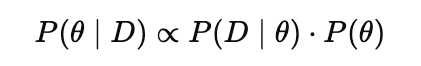 P(θ | D) ∝ P(D | θ) · P(θ)